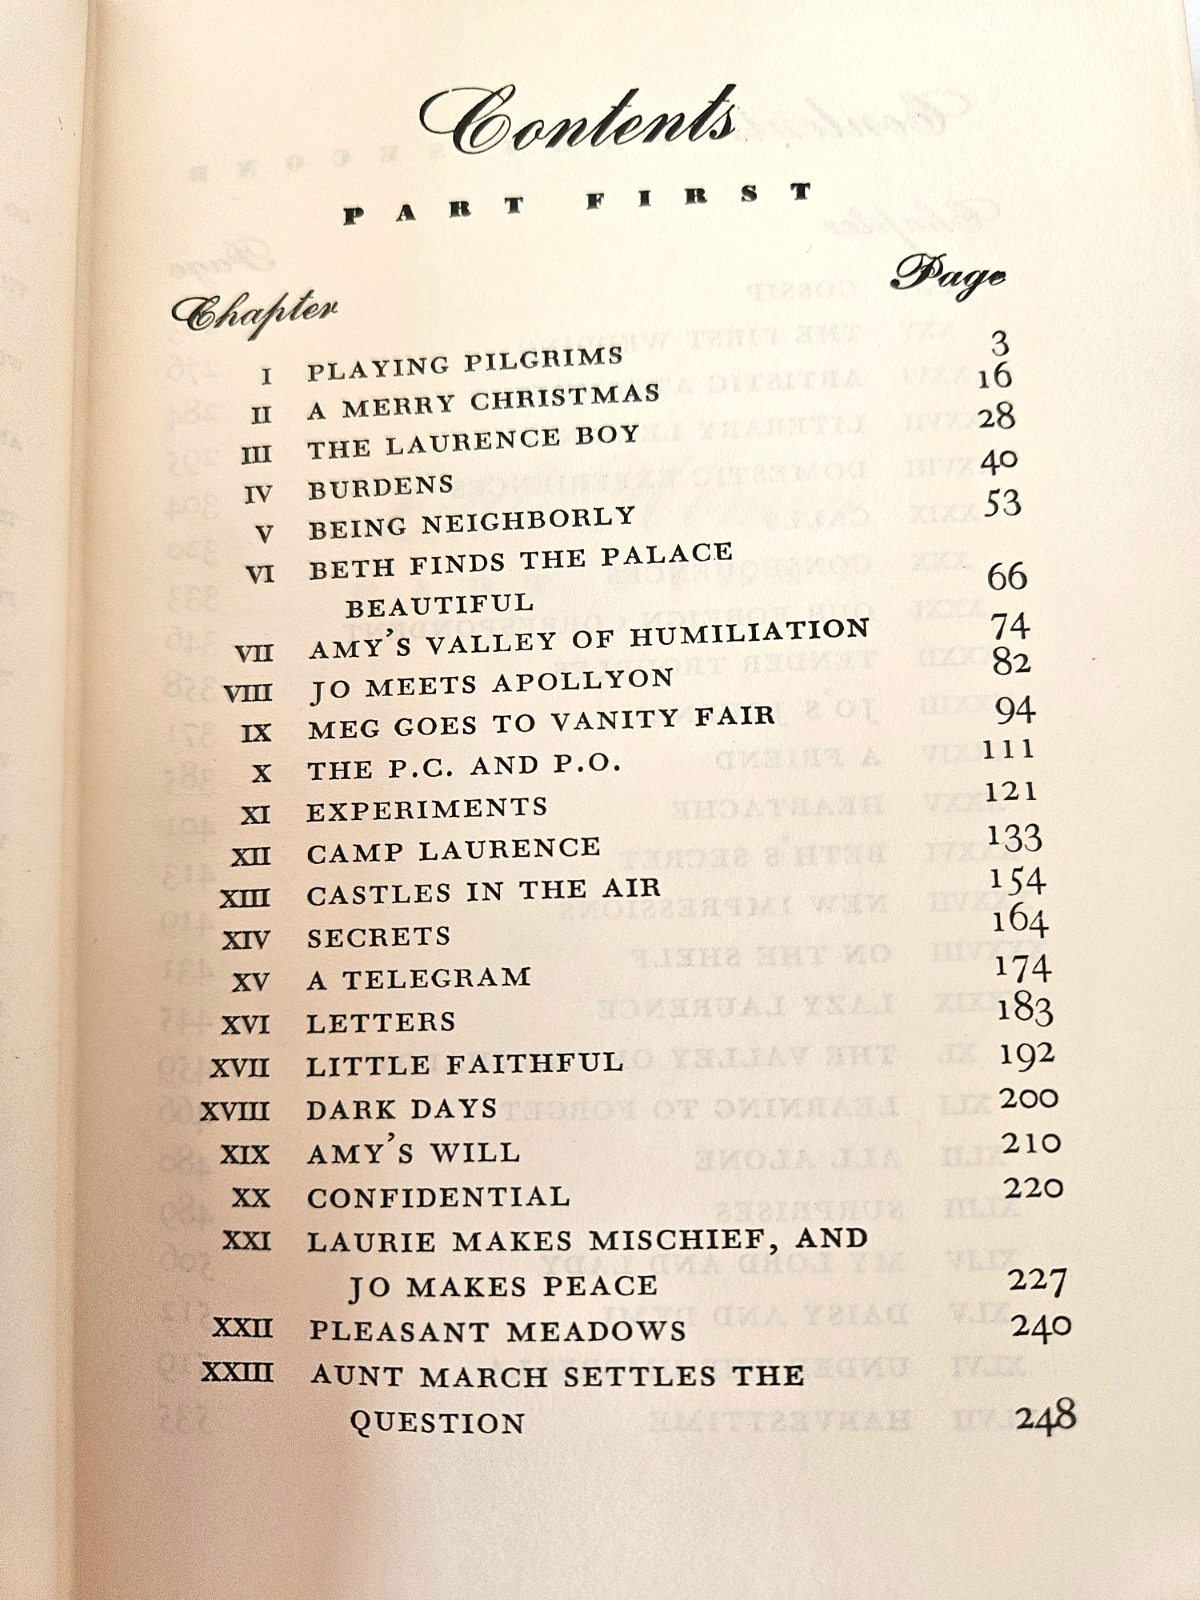 Contents
PART FIRST
Chapter Page
I PLAYING PILGRIMS 3
II A MERRY CHRISTMAS 16
III THE LAURENCE BOY 28
IV BURDENS 40
V BEING NEIGHBORLY 53
VI BETH FINDS THE PALACE
BEAUTIFUL 66
VII AMY'S VALLEY OF HUMILIATION 74
VIII JO MEETS APOLLYON 82
IX MEG GOES TO VANITY FAIR 94
X THE P.C. AND P.O. 111
XI EXPERIMENTS 121
XII CAMP LAURENCE 133
XIII CASTLES IN THE AIR 154
XIV SECRETS 164
XV A TELEGRAM 174
XVI LETTERS 183
XVII LITTLE FAITHFUL 192
XVIII DARK DAYS 200
XIX AMY'S WILL 210
XX CONFIDENTIAL 220
XXI LAURIE MAKES MISCHIEF, AND
JO MAKES PEACE 227
XXII PLEASANT MEADOWS 240
XXIII AUNT MARCH SETTLES THE
QUESTION 248